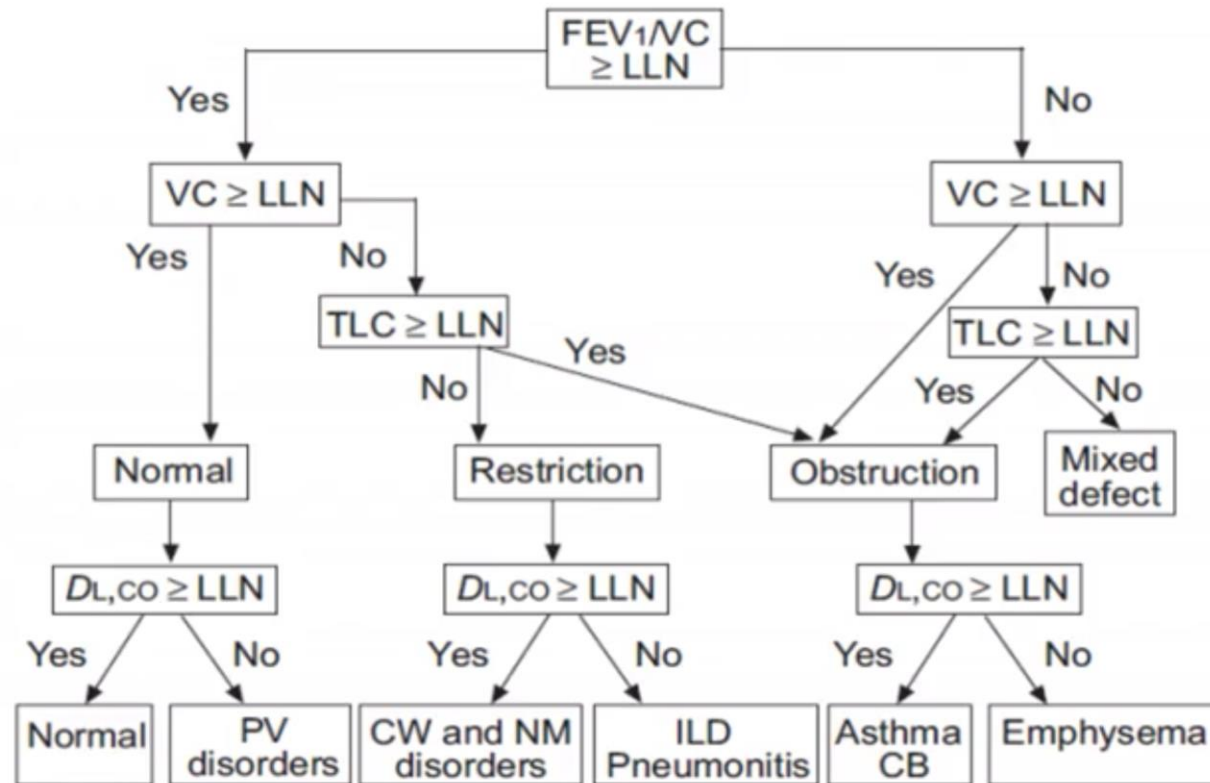 FEV1/VC
≥ LLN
Yes
No
VC ≥ LLN
VC ≥ LLN
Yes
No
Yes
No
TLC ≥ LLN
TLC ≥ LLN
Yes
No
Yes
No
Normal
Restriction
Obstruction
Mixed
defect
DL,CO ≥ LLN
DL,CO ≥ LLN
DL,CO ≥ LLN
Yes
No
Yes
No
Yes
No
Normal
PV
disorders
CW and NM
disorders
ILD
Pneumonitis
Asthma
CB
Emphysema